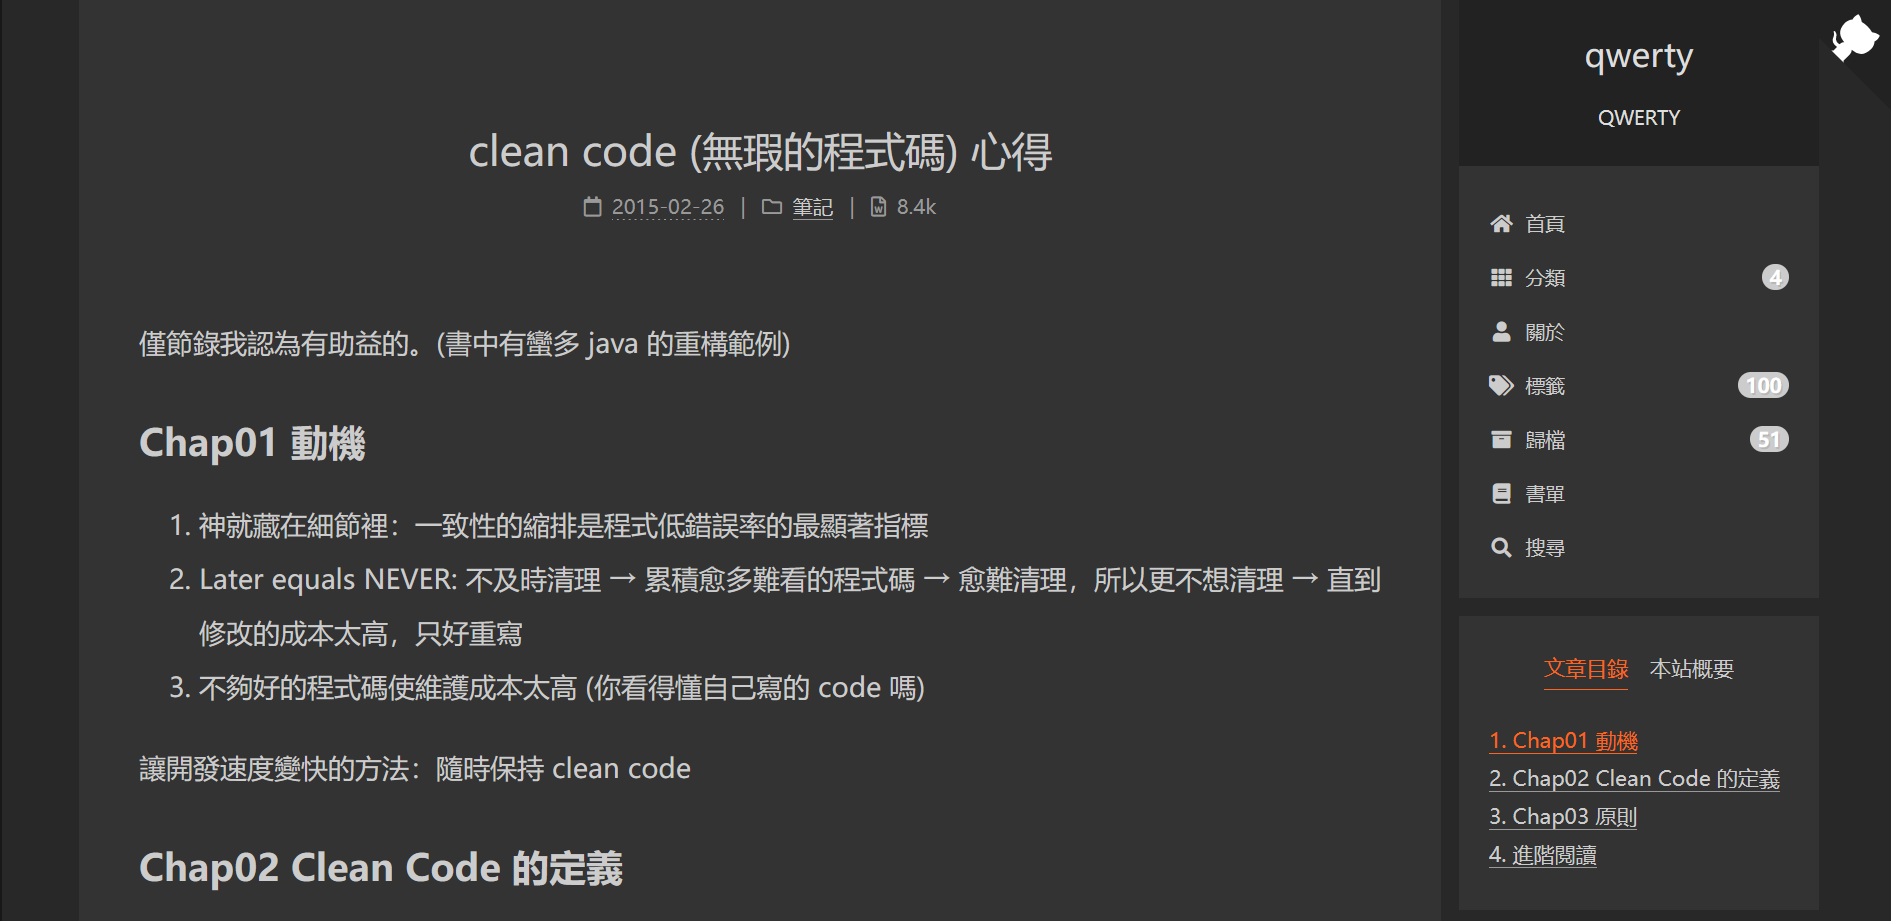 clean code (無瑕的程式碼) 心得
2015-02-26 | 筆記 | 8.4k
僅節錄我認為有助益的。(書中有蠻多 java 的重構範例)
Chap01 動機
1. 神就藏在細節裡：一致性的縮排是程式低錯誤率的最顯著指標
2. Later equals NEVER: 不及時清理 → 累積愈多難看的程式碼 → 愈難清理，所以更不想清理 → 直到
修改的成本太高，只好重寫
3. 不夠好的程式碼使維護成本太高 (你看得懂自己寫的 code 嗎)
讓開發速度變快的方法：隨時保持 clean code
Chap02 Clean Code 的定義
qwerty
QWERTY
首頁
分類 4
關於
標籤 100
歸檔 51
書單
搜尋
文章目錄 本站概要
1. Chap01 動機
2. Chap02 Clean Code 的定義
3. Chap03 原則
4. 進階閱讀